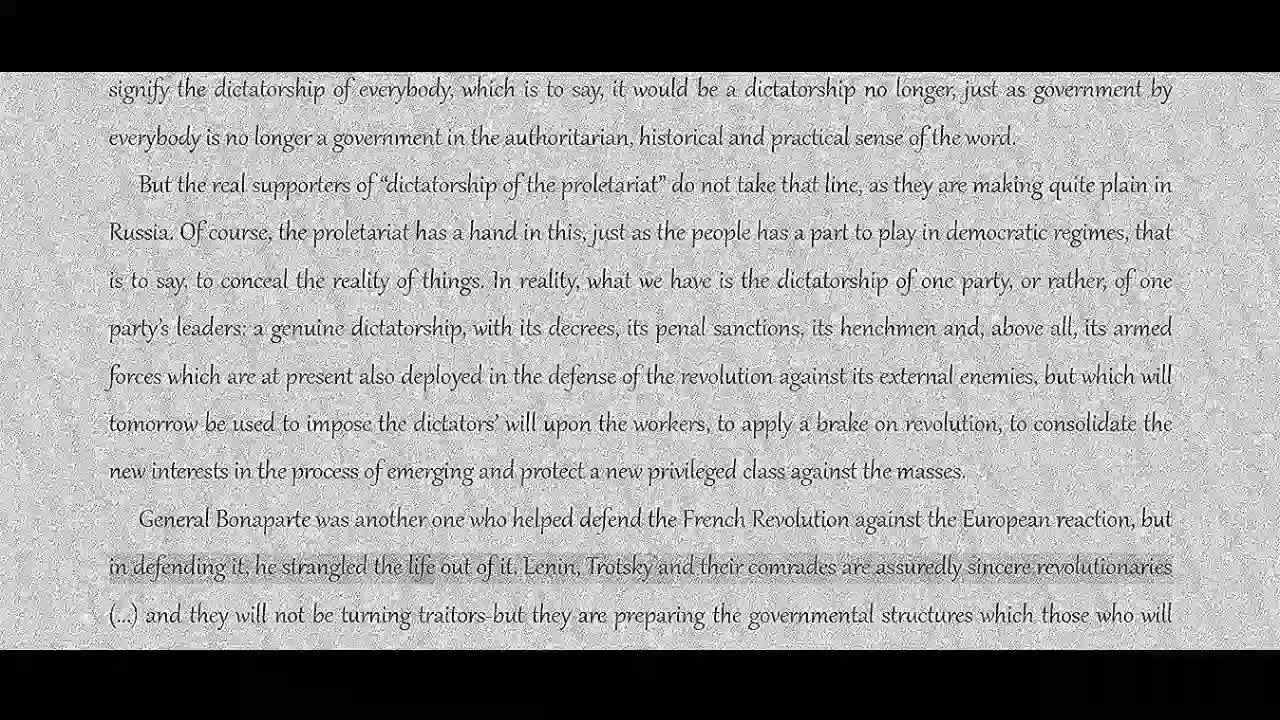 signify the dictatorship of everybody, which is to say, it would be a dictatorship no longer, just as government by
everybody is no longer a government in the authoritarian, historical and practical sense of the word.
But the real supporters of “dictatorship of the proletariat” do not take that line, as they are making quite plain in
Russia. Of course, the proletariat has a hand in this, just as the people has a part to play in democratic regimes, that
is to say, to conceal the reality of things. In reality, what we have is the dictatorship of one party, or rather, of one
party’s leaders: a genuine dictatorship, with its decrees, its penal sanctions, its henchmen and, above all, its armed
forces which are at present also deployed in the defense of the revolution against its external enemies, but which will
tomorrow be used to impose the dictators’ will upon the workers, to apply a brake on revolution, to consolidate the
new interests in the process of emerging and protect a new privileged class against the masses.
General Bonaparte was another one who helped defend the French Revolution against the European reaction, but
in defending it, he strangled the life out of it. Lenin, Trotsky and their comrades are assuredly sincere revolutionaries
(...) and they will not be turning traitors-but they are preparing the governmental structures which those who will